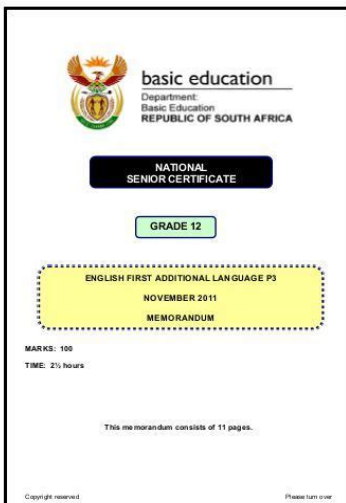 basic education
Department:
Basic Education
REPUBLIC OF SOUTH AFRICA
NATIONAL
SENIOR CERTIFICATE
GRADE 12
ENGLISH FIRST ADDITIONAL LANGUAGE P3
NOVEMBER 2011
MEMORANDUM
MARKS: 100
TIME: 2½ hours
This memorandum consists of 11 pages.
Copyright reserved
Please turn over